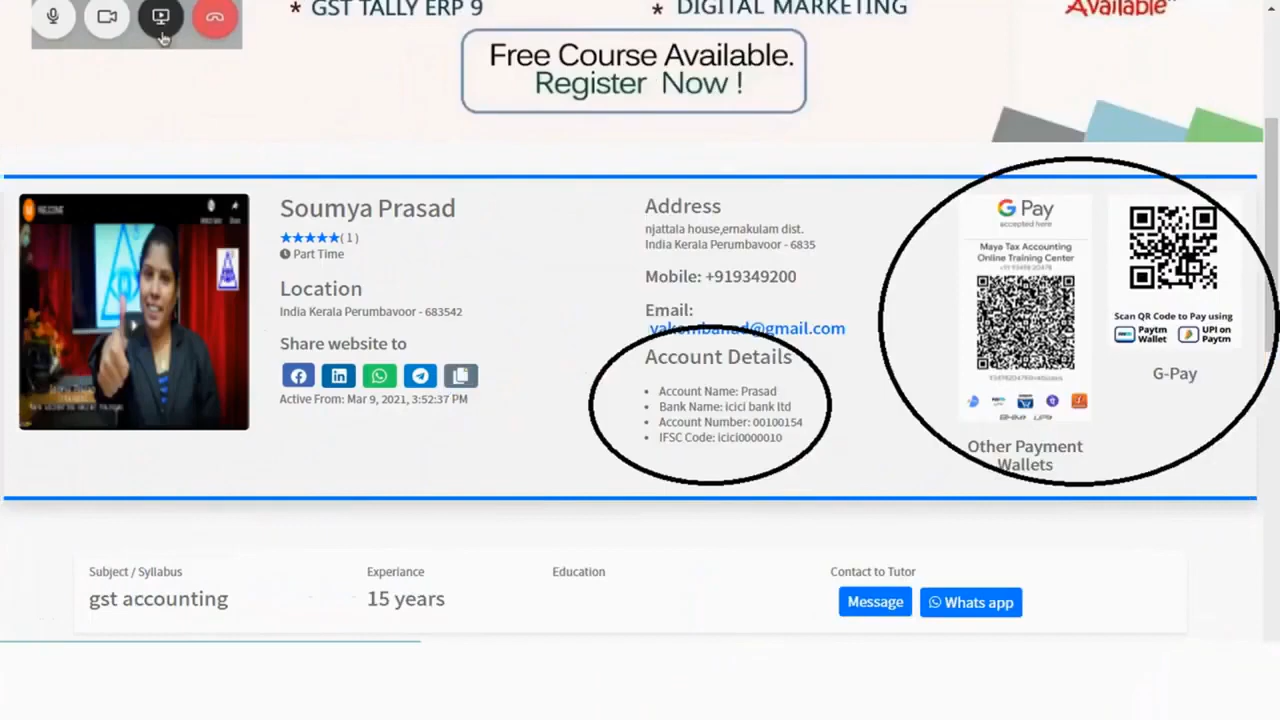 * GST TALLY ERP 9
* DIGITAL MARKETING
Available"
Free Course Available.
Register Now !
Soumya Prasad
( 1 )
Part Time
Location
India Kerala Perumbavoor - 683542
Share website to
Active From: Mar 9, 2021, 3:52:37 PM
Address
njattala house,ernakulam dist.
India Kerala Perumbavoor - 6835
Mobile: +919349200
Email:
vakembanad@gmail.com
Account Details
• Account Name: Prasad
• Bank Name: icici bank ltd
• Account Number: 00100154
• IFSC Code: icici0000010
G Pay
accepted here
Maya Tax Accounting
Online Training Center
Other Payment
Wallets
Scan QR Code to Pay using
Paytm
Wallet
UPI on
Paytm
G-Pay
Subject / Syllabus
gst accounting
Experiance
15 years
Education
Contact to Tutor
Message
Whats app